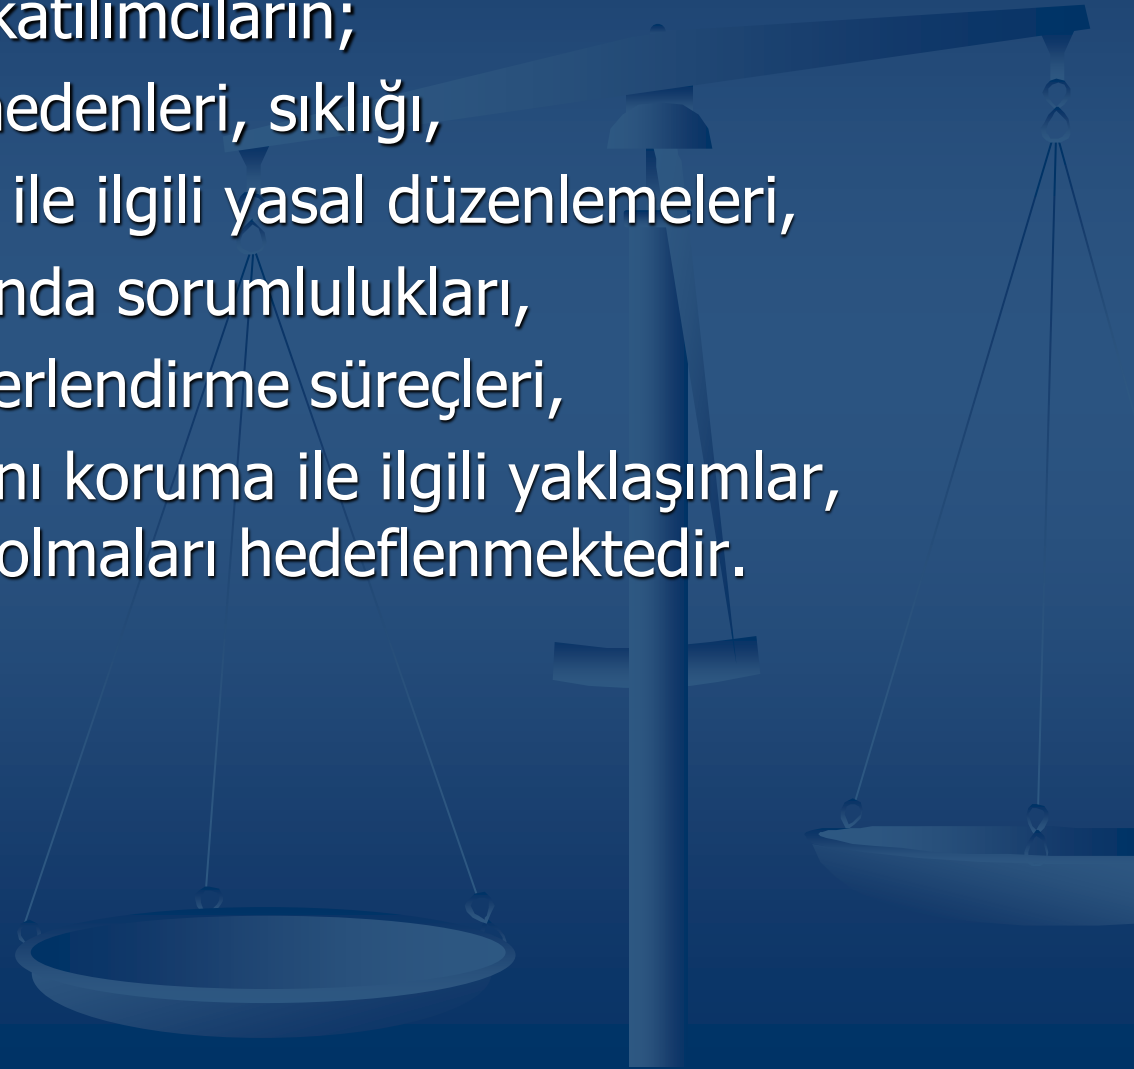 katılımcıların;
nedenleri, sıklığı,
ile ilgili yasal düzenlemeleri,
nda sorumlulukları,
erlendirme süreçleri,
nı koruma ile ilgili yaklaşımlar,
olmaları hedeflenmektedir.